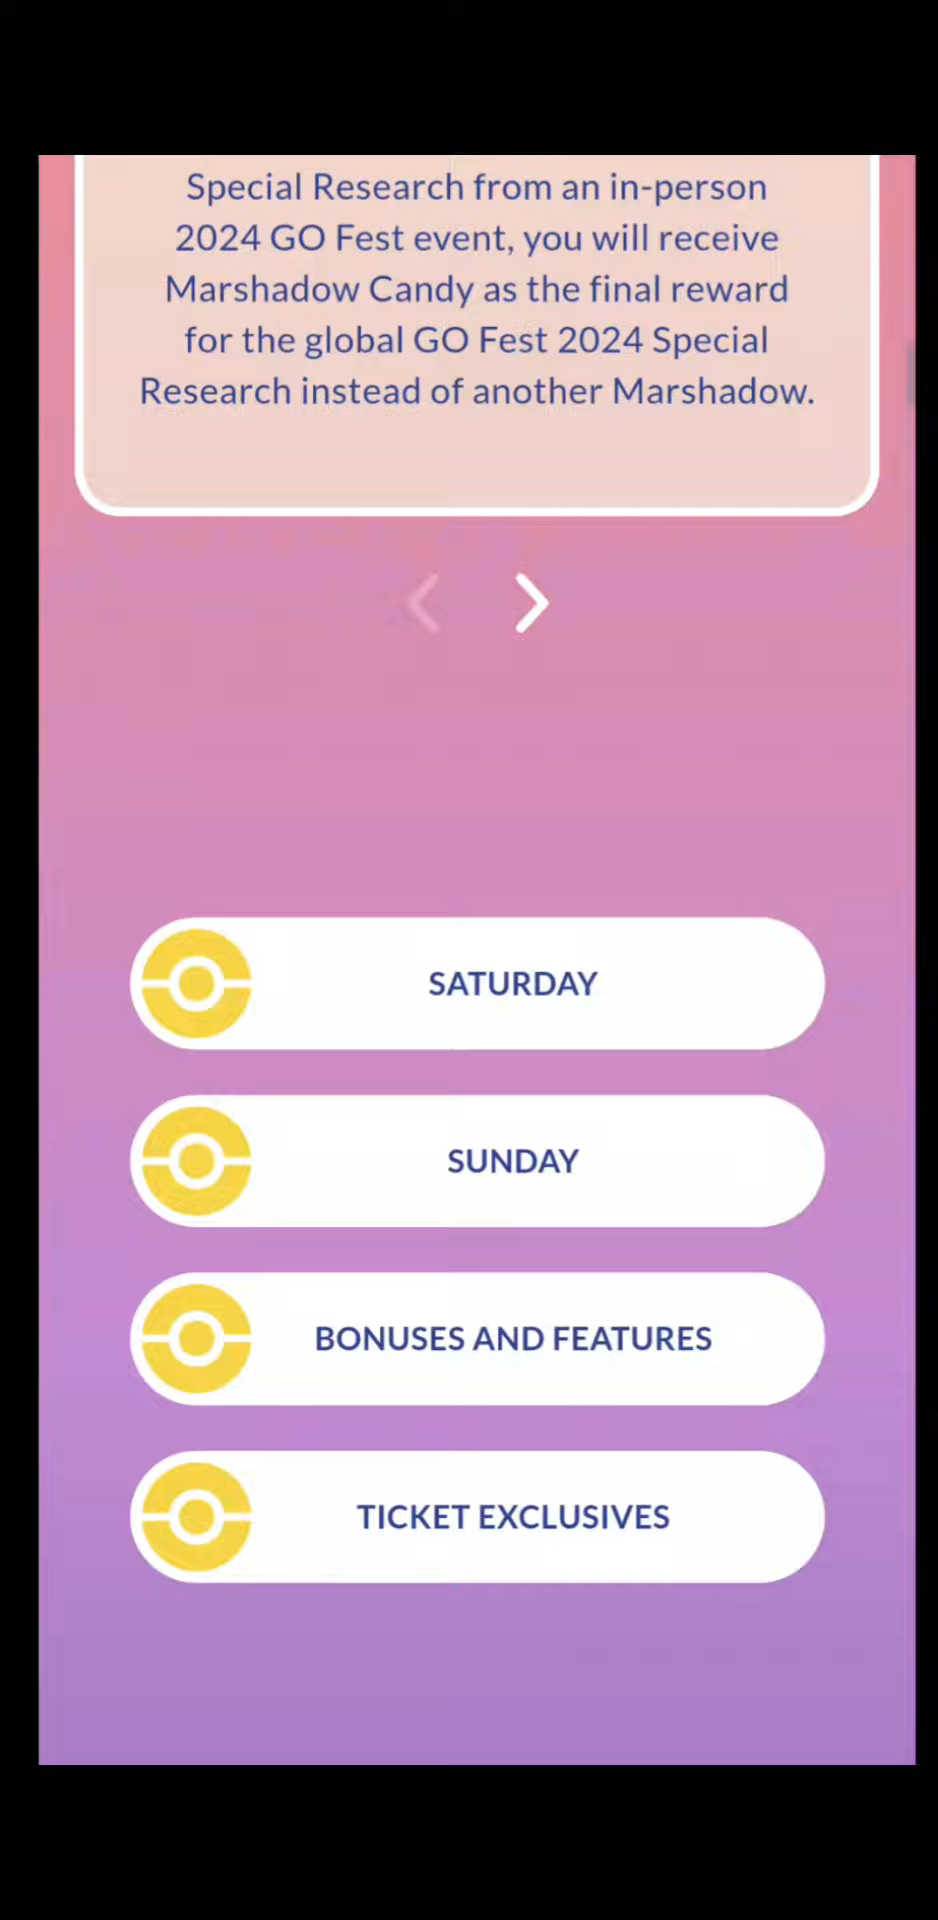 Special Research from an in-person
2024 GO Fest event, you will receive
Marshadow Candy as the final reward
for the global GO Fest 2024 Special
Research instead of another Marshadow.
SATURDAY
SUNDAY
BONUSES AND FEATURES
TICKET EXCLUSIVES